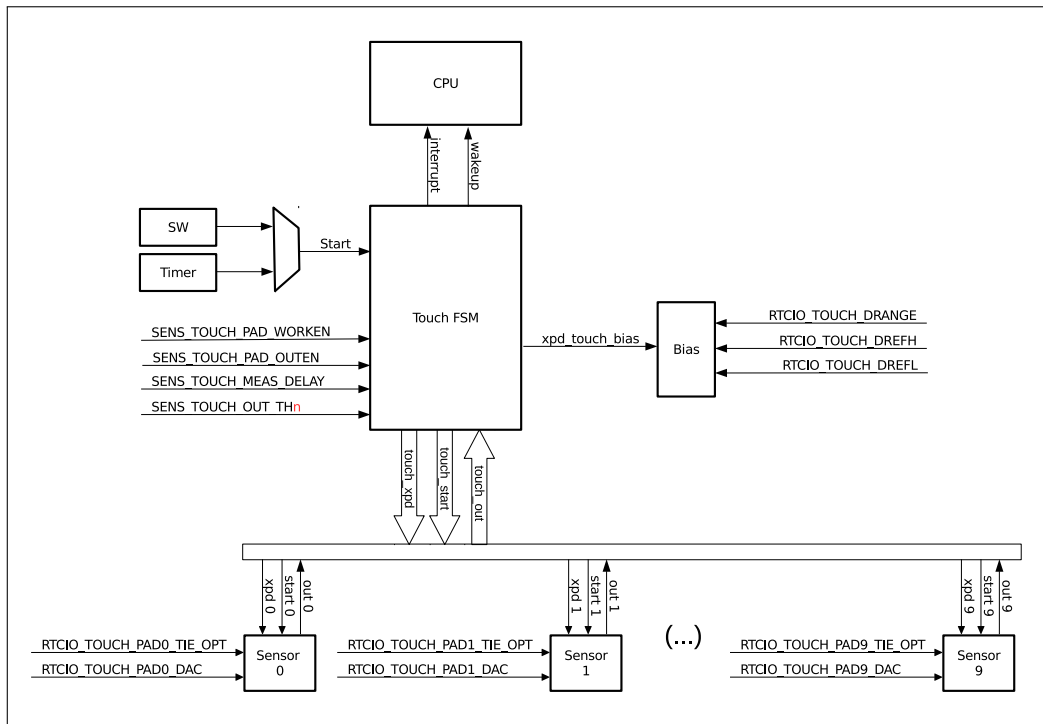 CPU
interrupt
wakeup
SW
Timer
Start
Touch FSM
SENS_TOUCH_PAD_WORKEN
SENS_TOUCH_PAD_OUTEN
SENS_TOUCH_MEAS_DELAY
SENS_TOUCH_OUT_THn
xpd_touch_bias
Bias
RTCIO_TOUCH_DRANGE
RTCIO_TOUCH_DREFH
RTCIO_TOUCH_DREFL
touch_xpd
touch_start
touch_out
xpd 0
start 0
out 0
xpd 1
start 1
out 1
xpd 9
start 9
out 9
RTCIO_TOUCH_PAD0_TIE_OPT
RTCIO_TOUCH_PAD0_DAC
Sensor
0
RTCIO_TOUCH_PAD1_TIE_OPT
RTCIO_TOUCH_PAD1_DAC
Sensor
1
(...)
RTCIO_TOUCH_PAD9_TIE_OPT
RTCIO_TOUCH_PAD9_DAC
Sensor
9